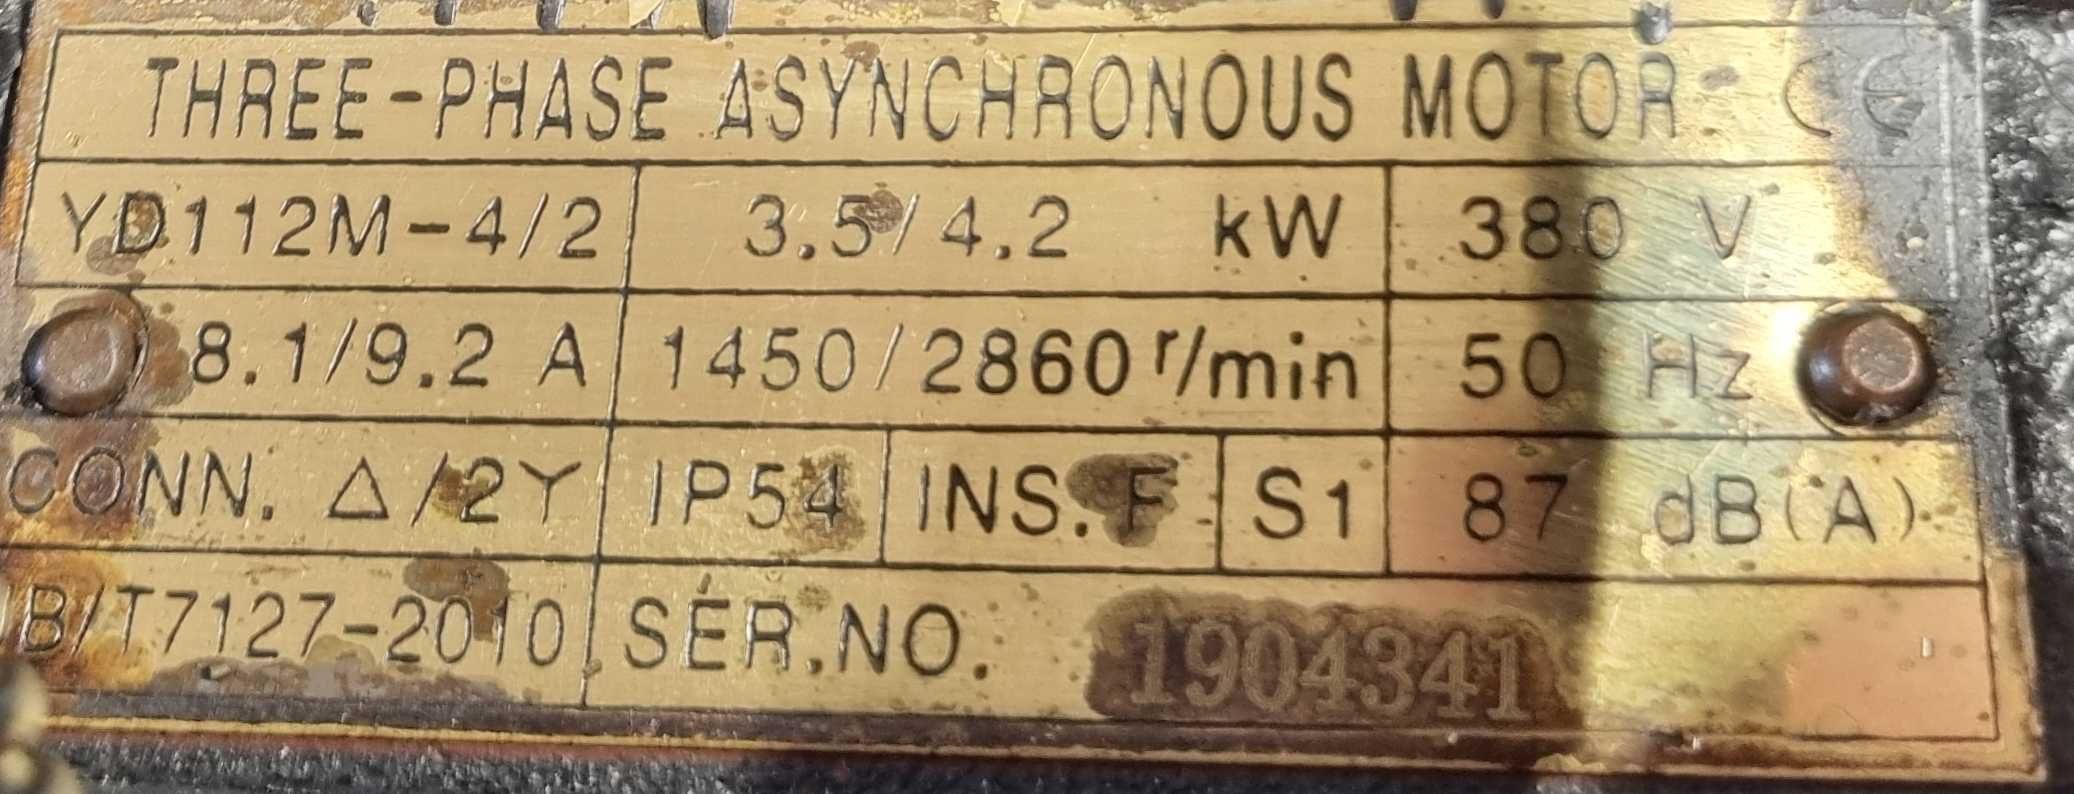 THREE-PHASE ASYNCHRONOUS MOTOR CE
YD112M-4/2 3.5/4.2 kW 380 V
8.1/9.2 A 1450/2860 r/min 50 Hz
CONN. △/2Y IP54 INS.F S1 87 dB(A)
JB/T7127-2010 SER.NO. 1904341